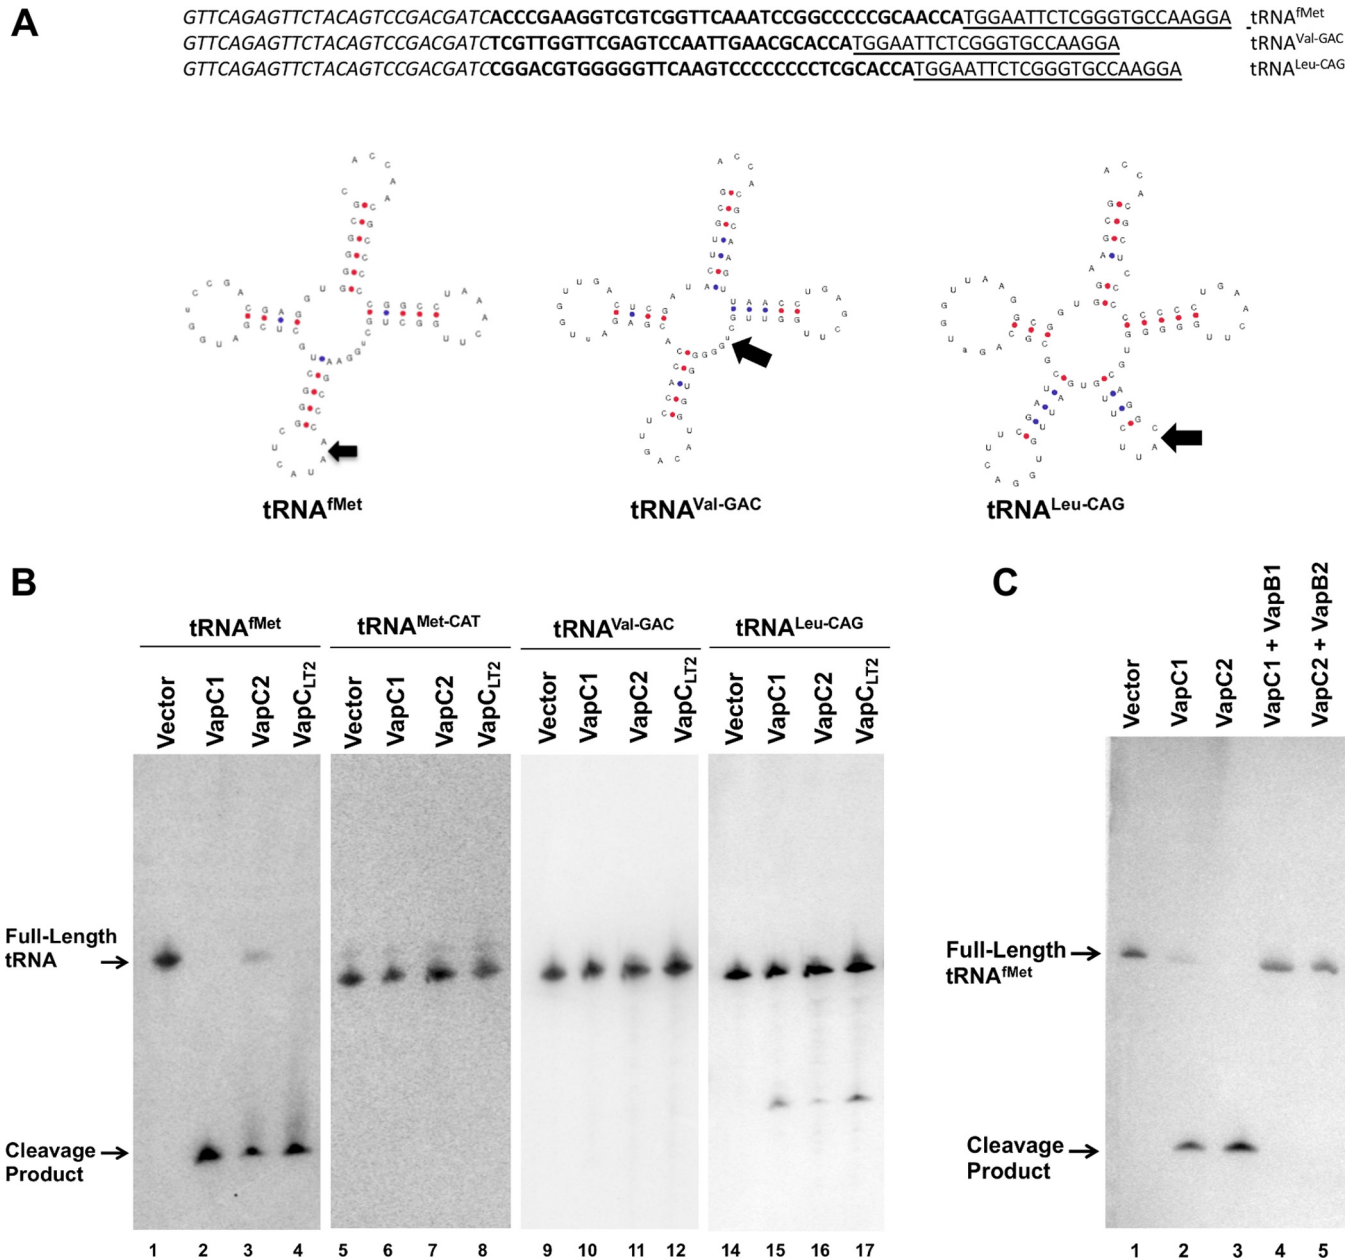 A
GTTCAGAGTTCTACAGTCCGACGATCACCCGAAGGTCGTCGGTTCAAATCCGGCCCCCGCAACCATGGAATTCTCGGGTGCCAAGGA tRNAfMet
GTTCAGAGTTCTACAGTCCGACGATCTCGTTGGTTCGAGTCCAATTGAACGCACCATGGAATTCTCGGGTGCCAAGGA tRNAVal-GAC
GTTCAGAGTTCTACAGTCCGACGATCCGGACGTGGGGGTTCAAGTCCCCCCCCTCGCACCATGGAATTCTCGGGTGCCAAGGA tRNALeu-CAG
tRNAfMet tRNAVal-GAC tRNALeu-CAG
B
tRNAfMet tRNAMet-CAT tRNAVal-GAC tRNALeu-CAG
Vector VapC1 VapC2 VapCLT2 Vector VapC1 VapC2 VapCLT2 Vector VapC1 VapC2 VapCLT2 Vector VapC1 VapC2 VapCLT2
Full-Length
tRNA
Cleavage
Product
1 2 3 4 5 6 7 8 9 10 11 12 14 15 16 17
C
Vector VapC1 VapC2 VapC1 + VapB1 VapC2 + VapB2
Full-Length
tRNAfMet
Cleavage
Product
1 2 3 4 5